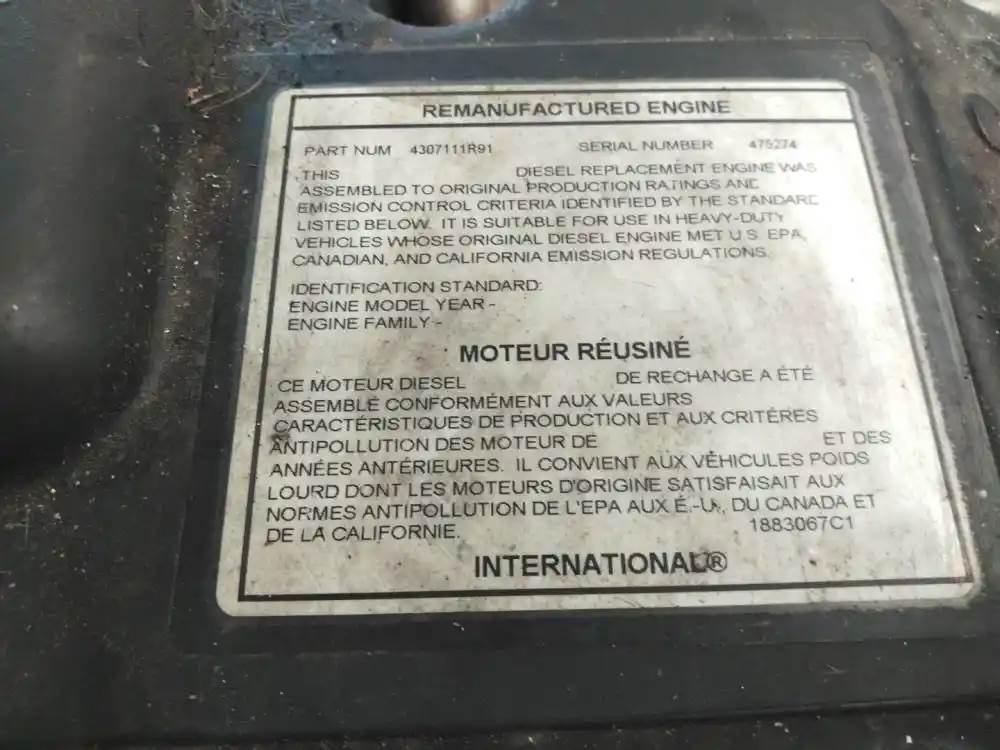 REMANUFACTURED ENGINE
PART NUM 4307111R91 SERIAL NUMBER 475274
THIS DIESEL REPLACEMENT ENGINE WAS
ASSEMBLED TO ORIGINAL PRODUCTION RATINGS AND
EMISSION CONTROL CRITERIA IDENTIFIED BY THE STANDARD
LISTED BELOW. IT IS SUITABLE FOR USE IN HEAVY-DUTY
VEHICLES WHOSE ORIGINAL DIESEL ENGINE MET U.S. EPA,
CANADIAN, AND CALIFORNIA EMISSION REGULATIONS.
IDENTIFICATION STANDARD:
ENGINE MODEL YEAR -
ENGINE FAMILY -
MOTEUR RÉUSINÉ
CE MOTEUR DIESEL DE RECHANGE A ÉTÉ
ASSEMBLÉ CONFORMÉMENT AUX VALEURS
CARACTÉRISTIQUES DE PRODUCTION ET AUX CRITÉRES
ANTIPOLLUTION DES MOTEUR DE ET DES
ANNÉES ANTÉRIEURES. IL CONVIENT AUX VÉHICULES POIDS
LOURD DONT LES MOTEURS D'ORIGINE SATISFAISAIT AUX
NORMES ANTIPOLLUTION DE L'EPA AUX É.-U., DU CANADA ET
DE LA CALIFORNIE. 1883067C1
INTERNATIONAL®